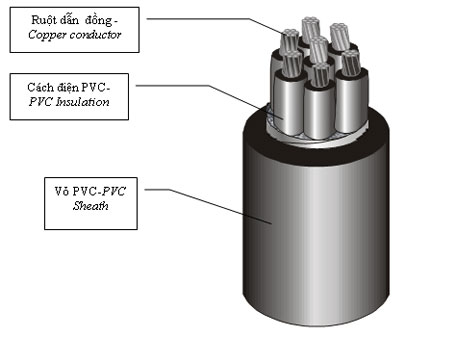 Ruột dẫn đồng -
Copper conductor
Cách điện PVC-
PVC Insulation
Vỏ PVC-PVC
Sheath